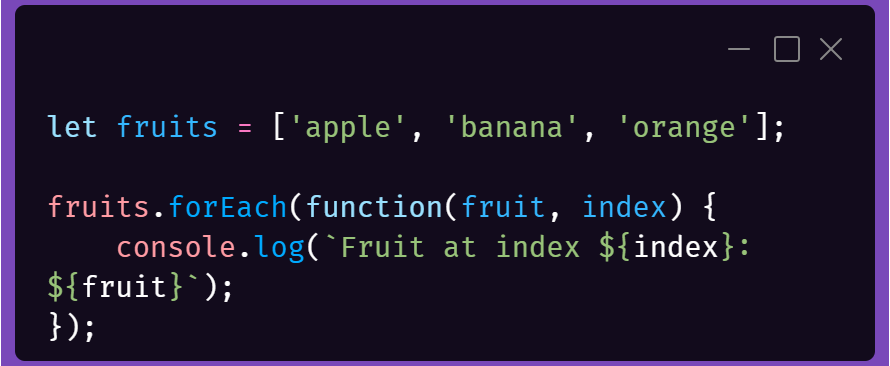 let fruits = ['apple', 'banana', 'orange'];
fruits.forEach(function(fruit, index) {
    console.log(`Fruit at index ${index}:
${fruit}`);
});